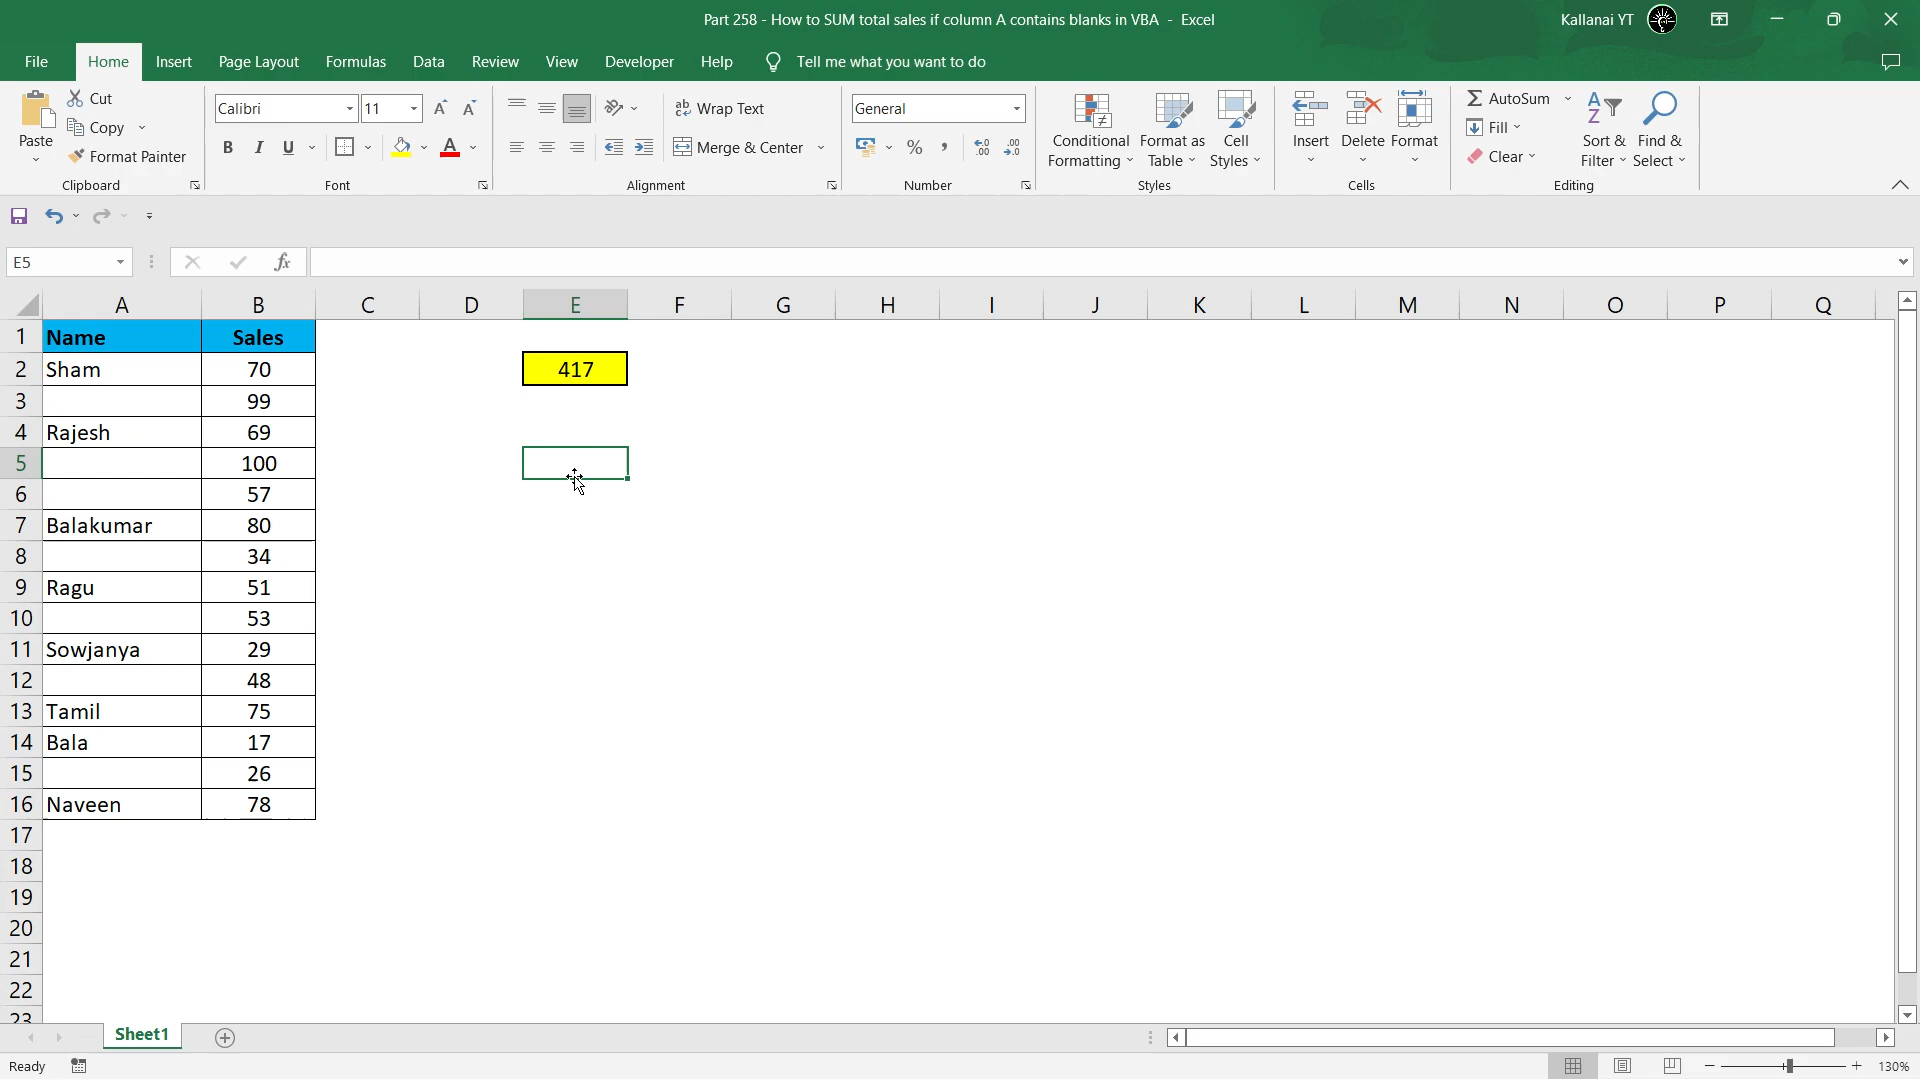 Part 258 - How to SUM total sales if column A contains blanks in VBA - Excel
Kallanai YT
File Home Insert Page Layout Formulas Data Review View Developer Help Tell me what you want to do
Paste
Cut
Copy
Format Painter
Clipboard
Calibri 11
B I U
Font
Wrap Text
Merge & Center
Alignment
General
Number
Conditional Formatting
Format as Table
Cell Styles
Styles
Insert
Delete
Format
Cells
AutoSum
Fill
Clear
Sort & Filter
Find & Select
Editing
E5 fx
A B C D E F G H I J K L M N O P Q
1 Name Sales
2 Sham 70 417
3 99
4 Rajesh 69
5 100
6 57
7 Balakumar 80
8 34
9 Ragu 51
10 53
11 Sowjanya 29
12 48
13 Tamil 75
14 Bala 17
15 26
16 Naveen 78
17
18
19
20
21
22
23
Sheet1
Ready 130%